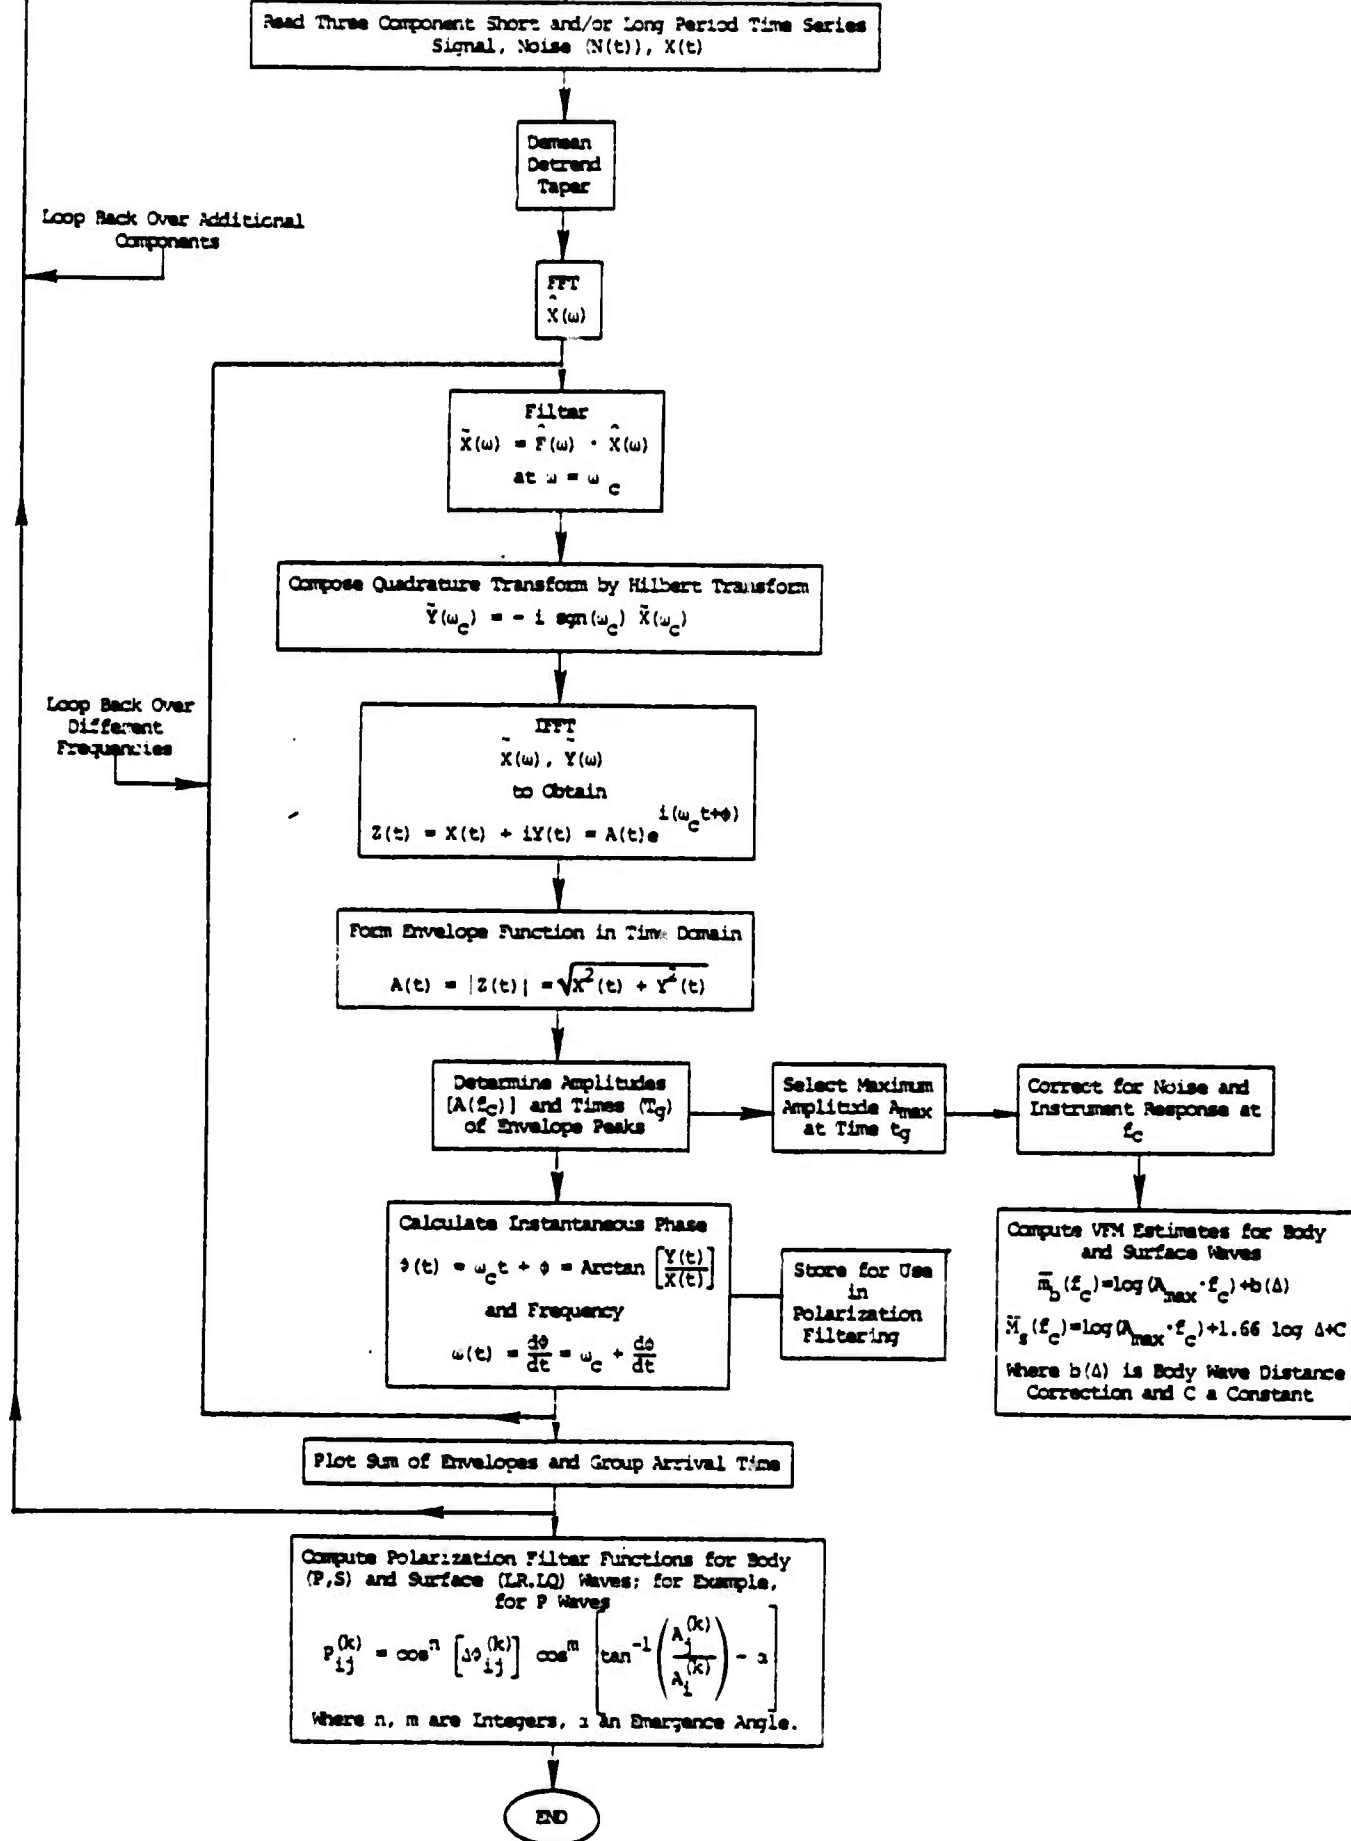 Read Three Component Short and/or Long Period Time Series
Signal, Noise (N(t)), X(t)
Demean
Detrend
Taper
Loop Back Over Additional
Components
FFT
X̂(ω)
Filter
X̃(ω) = F̂(ω) · X̂(ω)
at ω = ω_c
Compose Quadrature Transform by Hilbert Transform
Ỹ(ω_c) = - i sgn(ω_c) X̃(ω_c)
Loop Back Over
Different
Frequencies
IFFT
X̃(ω), Ỹ(ω)
to Obtain
Z(t) = X(t) + iY(t) = A(t)e^{i(ω_c t+φ)}
Form Envelope Function in Time Domain
A(t) = |Z(t)| = √(X²(t) + Y²(t))
Determine Amplitudes
[A(f_c)] and Times (T_g)
of Envelope Peaks
Select Maximum
Amplitude A_max
at Time t_g
Correct for Noise and
Instrument Response at
f_c
Calculate Instantaneous Phase
φ(t) = ω_c t + φ = Arctan [Y(t)/X(t)]
and Frequency
ω(t) = dφ/dt = ω_c + dφ/dt
Store for Use
in
Polarization
Filtering
Compute VFM Estimates for Body
and Surface Waves
m̄_b(f_c)=log(A_max·f_c)+b(Δ)
M̄_s(f_c)=log(A_max·f_c)+1.66 log Δ+C
Where b(Δ) is Body Wave Distance
Correction and C a Constant
Plot Sum of Envelopes and Group Arrival Time
Compute Polarization Filter Functions for Body
(P,S) and Surface (LR,LQ) Waves; for Example,
for P Waves
P_ij^(k) = cos^n [Δφ_ij^(k)] cos^m [tan^-1 (A_j^(k)/A_i^(k)) - α]
Where n, m are Integers, α an Emergence Angle.
END